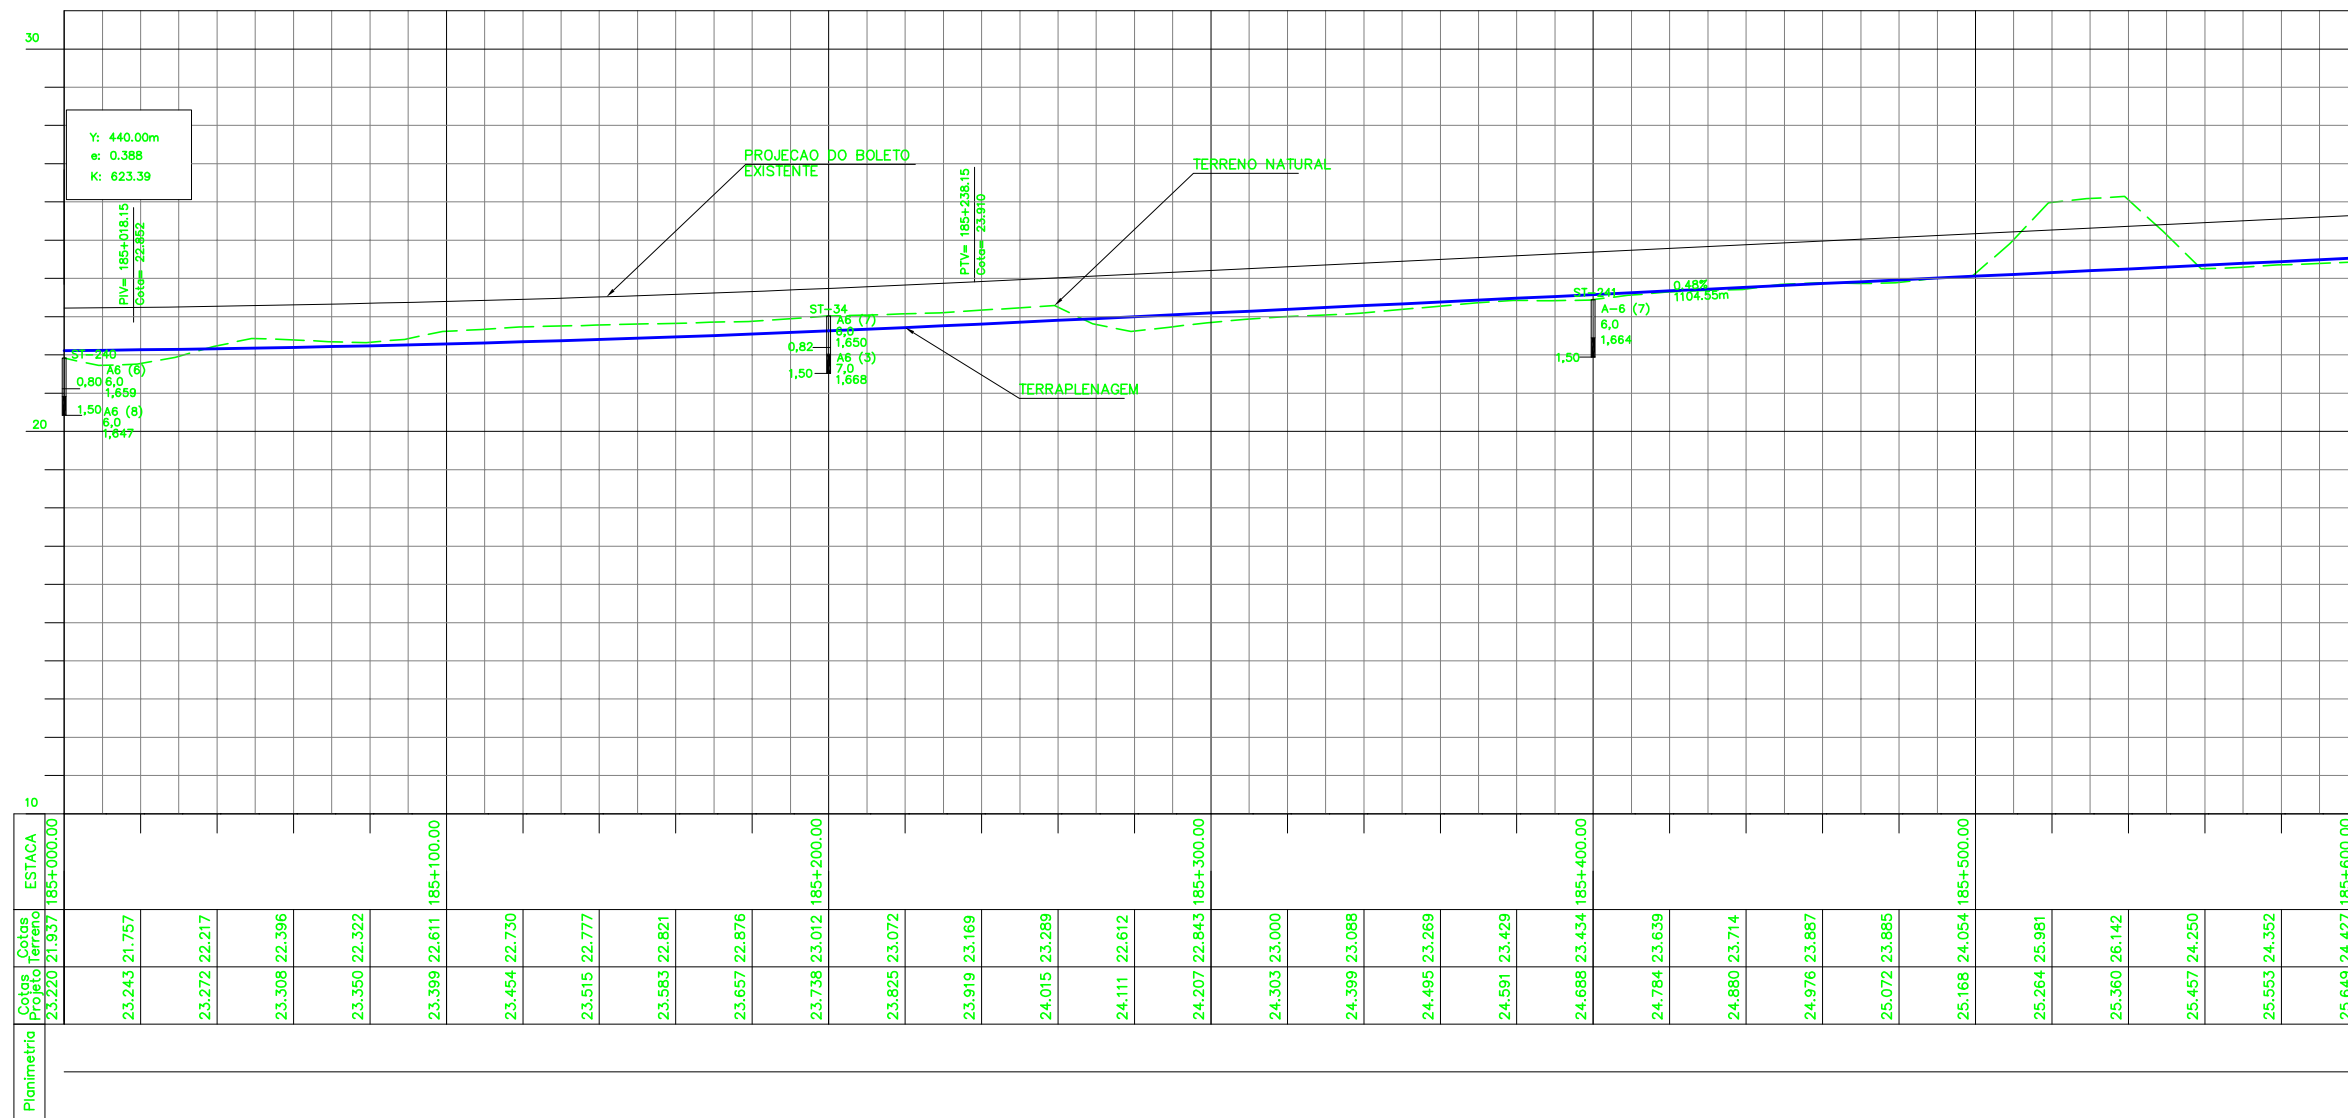 30
Y: 440.00m
e: 0.388
K: 623.39
PIV= 185+018.15
Cota= 22.852
PROJECAO DO BOLETO
EXISTENTE
PTV= 185+238.15
Cota= 23.910
TERRENO NATURAL
ST-240
A6 (6)
0,80 6,0
1,659
1,50 A6 (8)
6,0
1,647
ST-34
A6 (7)
6,0
0,82 1,650
A6 (3)
1,50 7,0
1,668
TERRAPLENAGEM
ST-241
A-6 (7)
6,0
1,664
1,50
0.48%
1104.55m
20
10
ESTACA
185+000.00 185+100.00 185+200.00 185+300.00 185+400.00 185+500.00 185+600.00
Cotas
Terreno
21.937 21.757 22.217 22.396 22.322 22.611 22.730 22.777 22.821 22.876 23.012 23.072 23.169 23.289 22.612 22.843 23.000 23.088 23.269 23.429 23.434 23.639 23.714 23.887 23.885 24.054 25.981 26.142 24.250 24.352 24.427
Cotas
Projeto
23.220 23.243 23.272 23.308 23.350 23.399 23.454 23.515 23.583 23.657 23.738 23.825 23.919 24.015 24.111 24.207 24.303 24.399 24.495 24.591 24.688 24.784 24.880 24.976 25.072 25.168 25.264 25.360 25.457 25.553 25.649
Planimetria